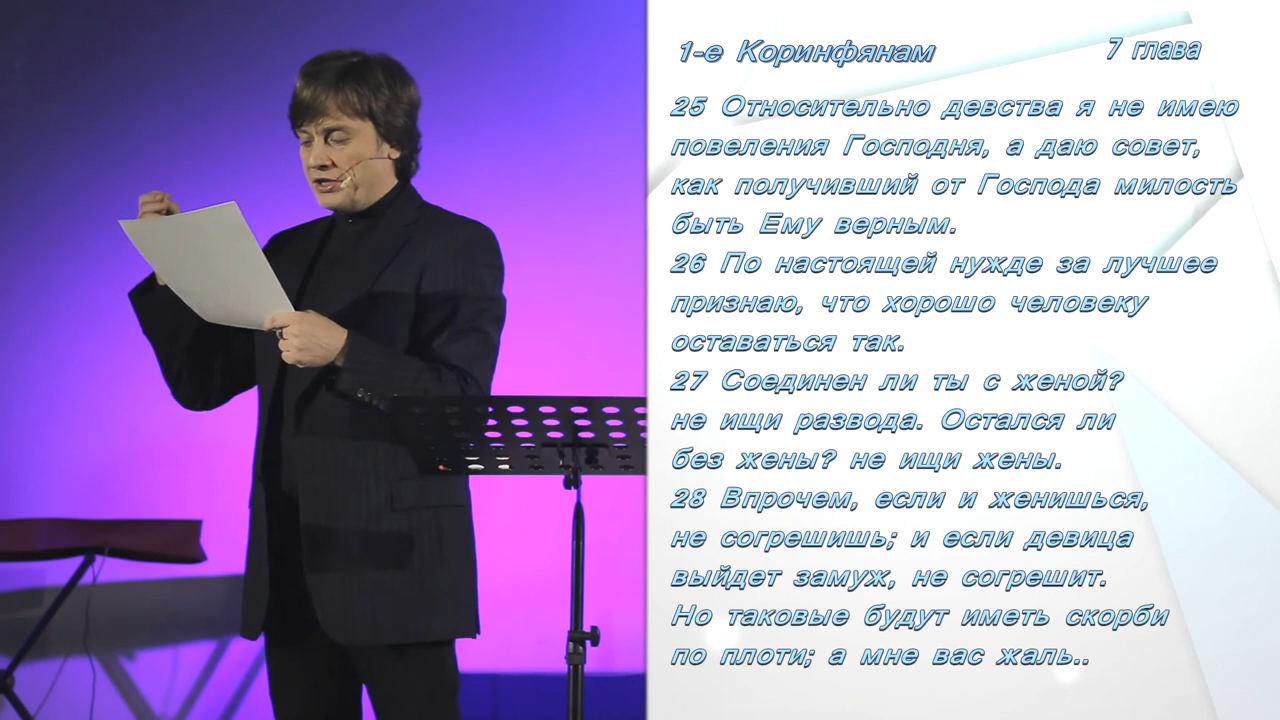 1-е Коринфянам 7 глава
25 Относительно девства я не имею
повеления Господня, а даю совет,
как получивший от Господа милость
быть Ему верным.
26 По настоящей нужде за лучшее
признаю, что хорошо человеку
оставаться так.
27 Соединен ли ты с женой?
не ищи развода. Остался ли
без жены? не ищи жены.
28 Впрочем, если и женишься,
не согрешишь; и если девица
выйдет замуж, не согрешит.
Но таковые будут иметь скорби
по плоти; а мне вас жаль..